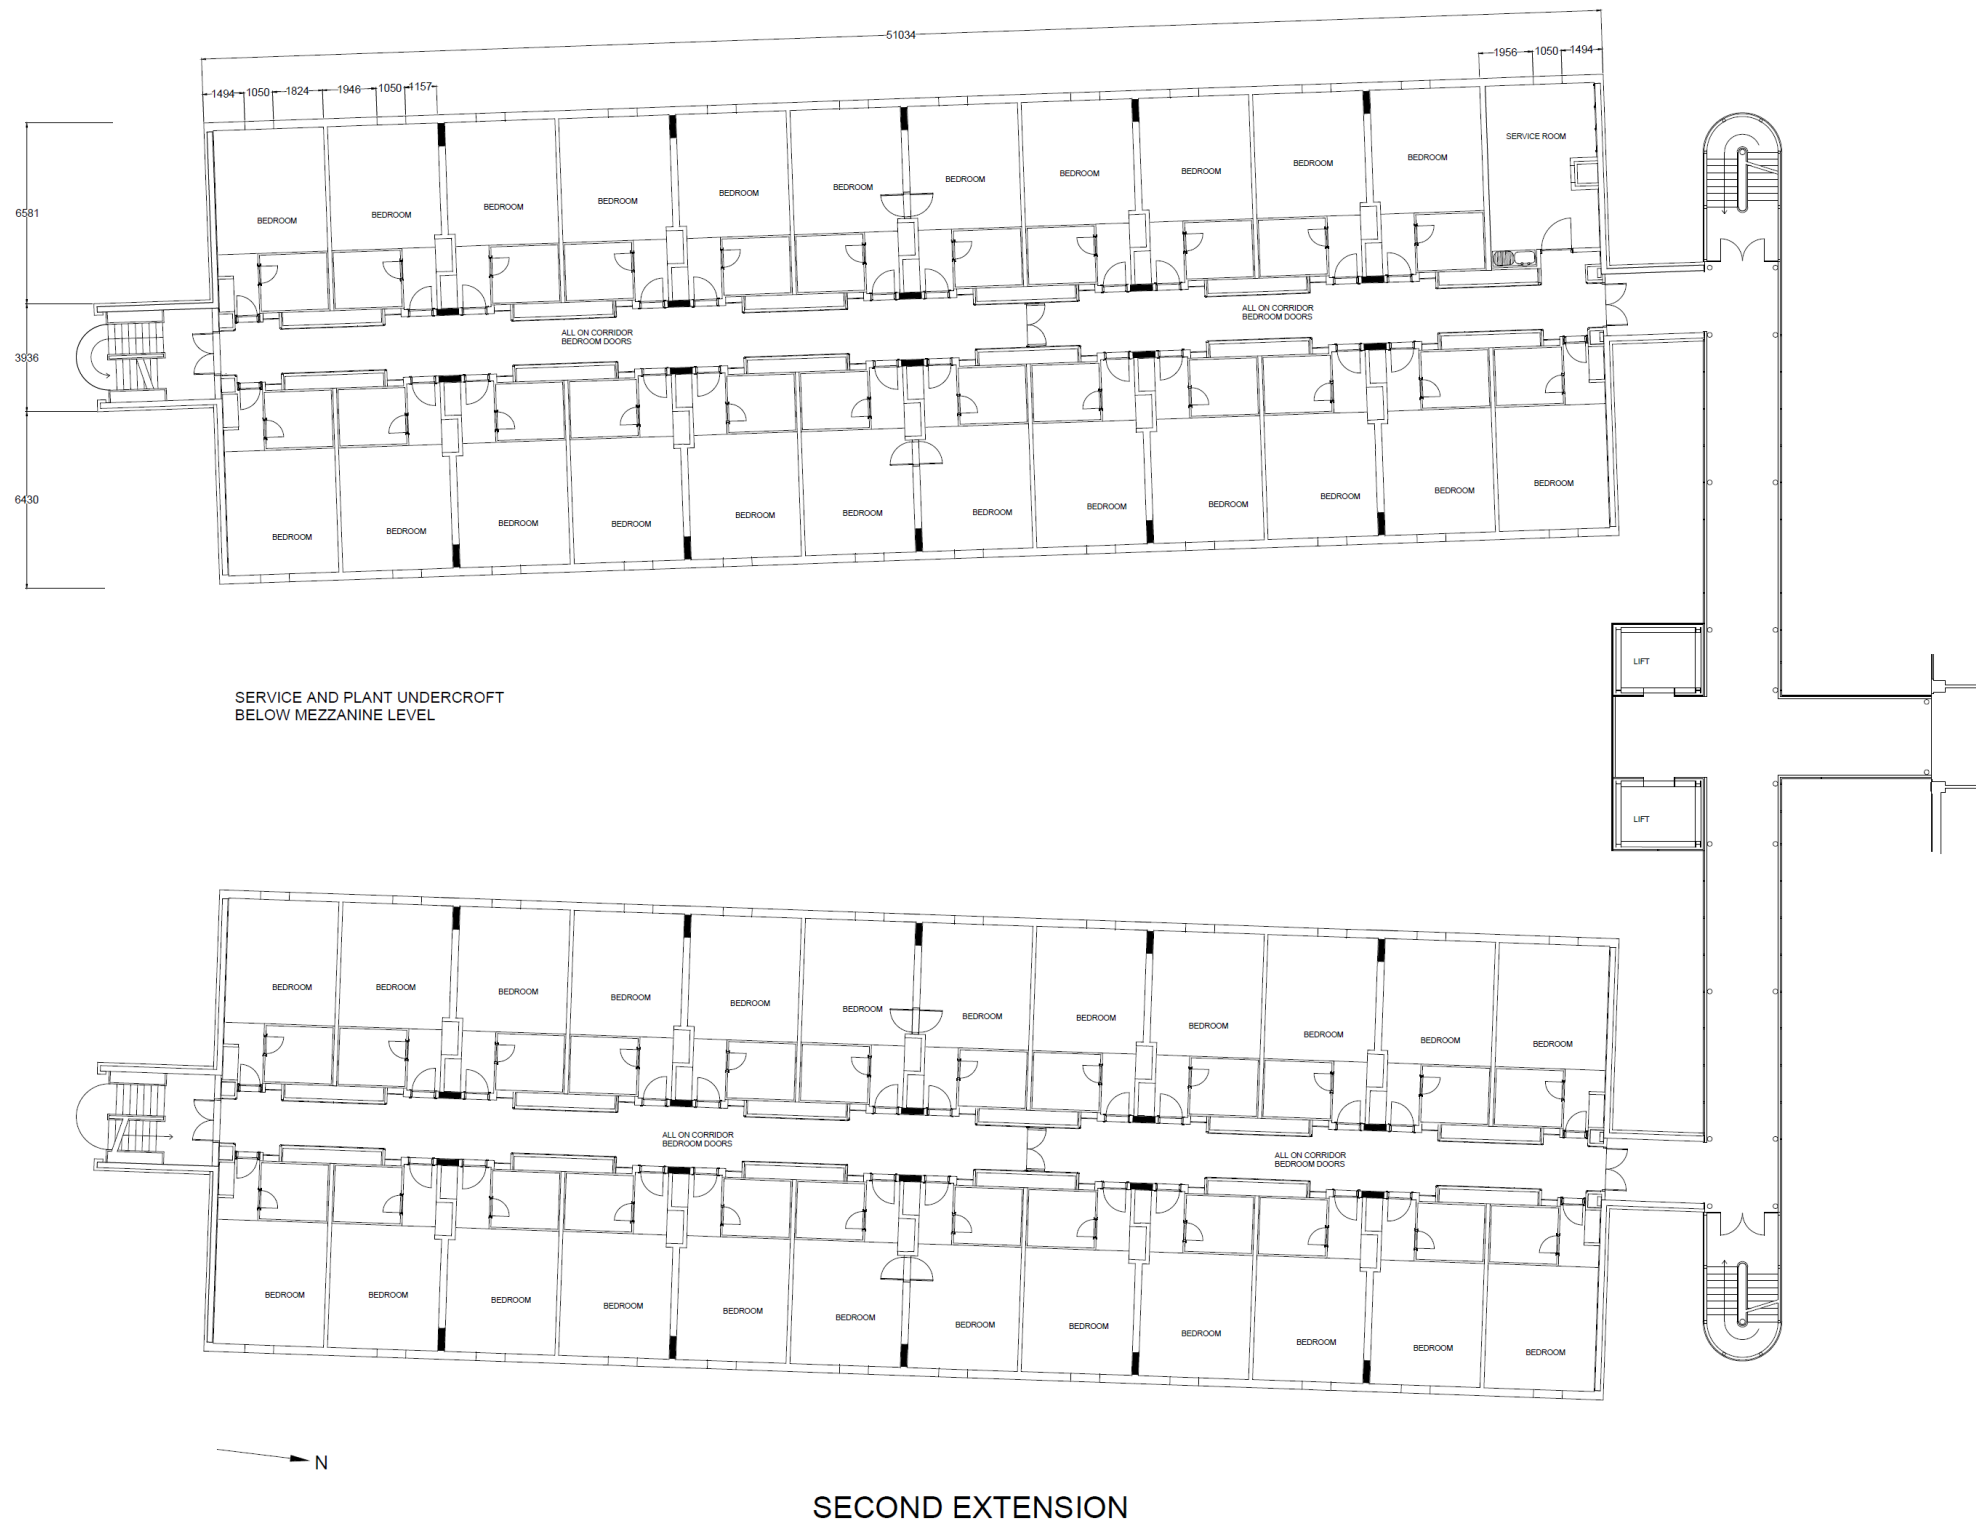 51034
1956 1050 1494
1494 1050 1824 1946 1050 1157
SERVICE ROOM
BEDROOM
BEDROOM
BEDROOM
BEDROOM
BEDROOM
BEDROOM
BEDROOM
BEDROOM
BEDROOM
BEDROOM
BEDROOM
6581
ALL ON CORRIDOR
BEDROOM DOORS
ALL ON CORRIDOR
BEDROOM DOORS
3936
6430
BEDROOM
BEDROOM
BEDROOM
BEDROOM
BEDROOM
BEDROOM
BEDROOM
BEDROOM
BEDROOM
BEDROOM
BEDROOM
BEDROOM
LIFT
SERVICE AND PLANT UNDERCROFT
BELOW MEZZANINE LEVEL
LIFT
BEDROOM
BEDROOM
BEDROOM
BEDROOM
BEDROOM
BEDROOM
BEDROOM
BEDROOM
BEDROOM
BEDROOM
BEDROOM
BEDROOM
ALL ON CORRIDOR
BEDROOM DOORS
ALL ON CORRIDOR
BEDROOM DOORS
BEDROOM
BEDROOM
BEDROOM
BEDROOM
BEDROOM
BEDROOM
BEDROOM
BEDROOM
BEDROOM
BEDROOM
BEDROOM
BEDROOM
N
SECOND EXTENSION